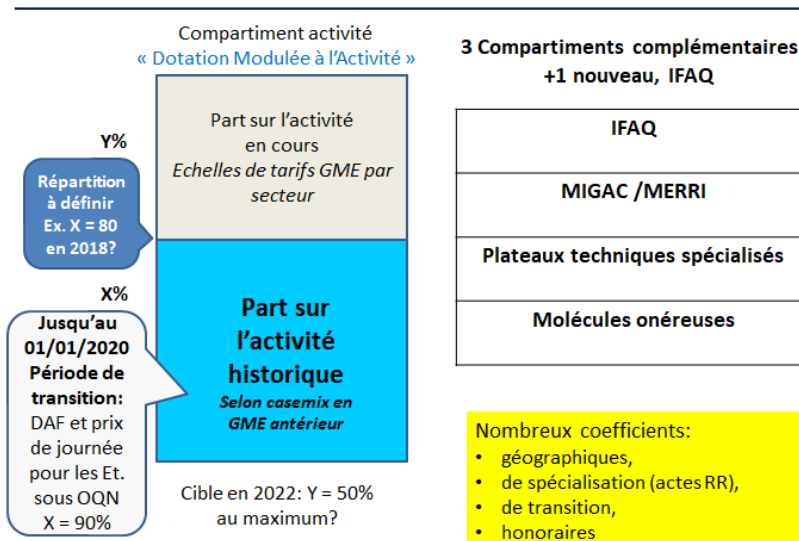 Compartiment activité
« Dotation Modulée à l'Activité »
Part sur l'activité
en cours
Echelles de tarifs GME par
secteur
Y%
Répartition
à définir
Ex. X = 80
en 2018?
X%
Jusqu'au
01/01/2020
Période de
transition:
DAF et prix
de journée
pour les Et.
sous OQN
X = 90%
Part sur
l'activité
historique
Selon casemix en
GME antérieur
Cible en 2022: Y = 50%
au maximum?
3 Compartiments complémentaires
+1 nouveau, IFAQ
IFAQ
MIGAC /MERRI
Plateaux techniques spécialisés
Molécules onéreuses
Nombreux coefficients:
• géographiques,
• de spécialisation (actes RR),
• de transition,
• honoraires